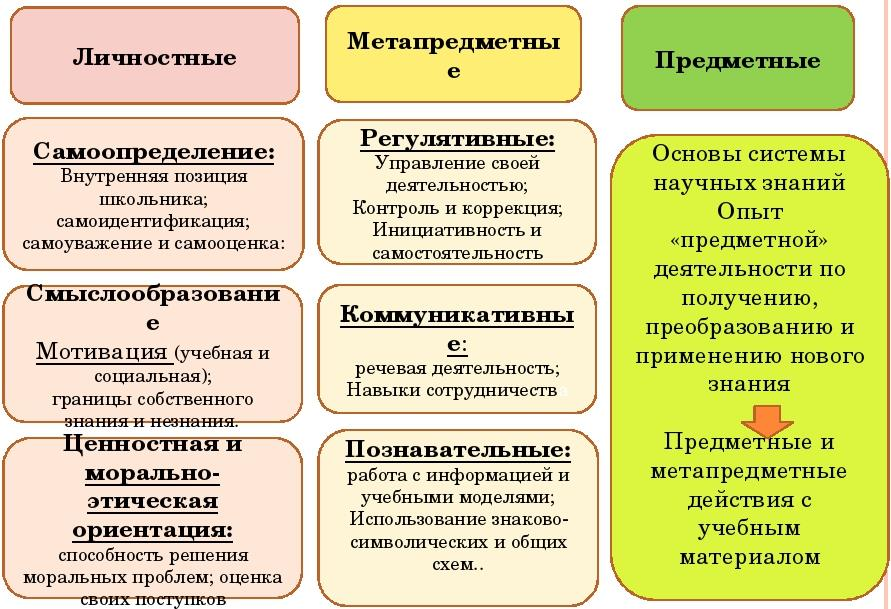 Личностные
Самоопределение:
Внутренняя позиция
школьника;
самоидентификация;
самоуважение и самооценка:
Смыслообразовани
е
Мотивация (учебная и
социальная);
границы собственного
знания и незнания.
Ценностная и
морально-
этическая
ориентация:
способность решения
моральных проблем; оценка
своих поступков
Метапредметны
е
Регулятивные:
Управление своей
деятельностью;
Контроль и коррекция;
Инициативность и
самостоятельность
Коммуникативны
е:
речевая деятельность;
Навыки сотрудничества
Познавательные:
работа с информацией и
учебными моделями;
Использование знаково-
символических и общих
схем..
Предметные
Основы системы
научных знаний
Опыт
«предметной»
деятельности по
получению,
преобразованию и
применению нового
знания
Предметные и
метапредметные
действия с
учебным
материалом